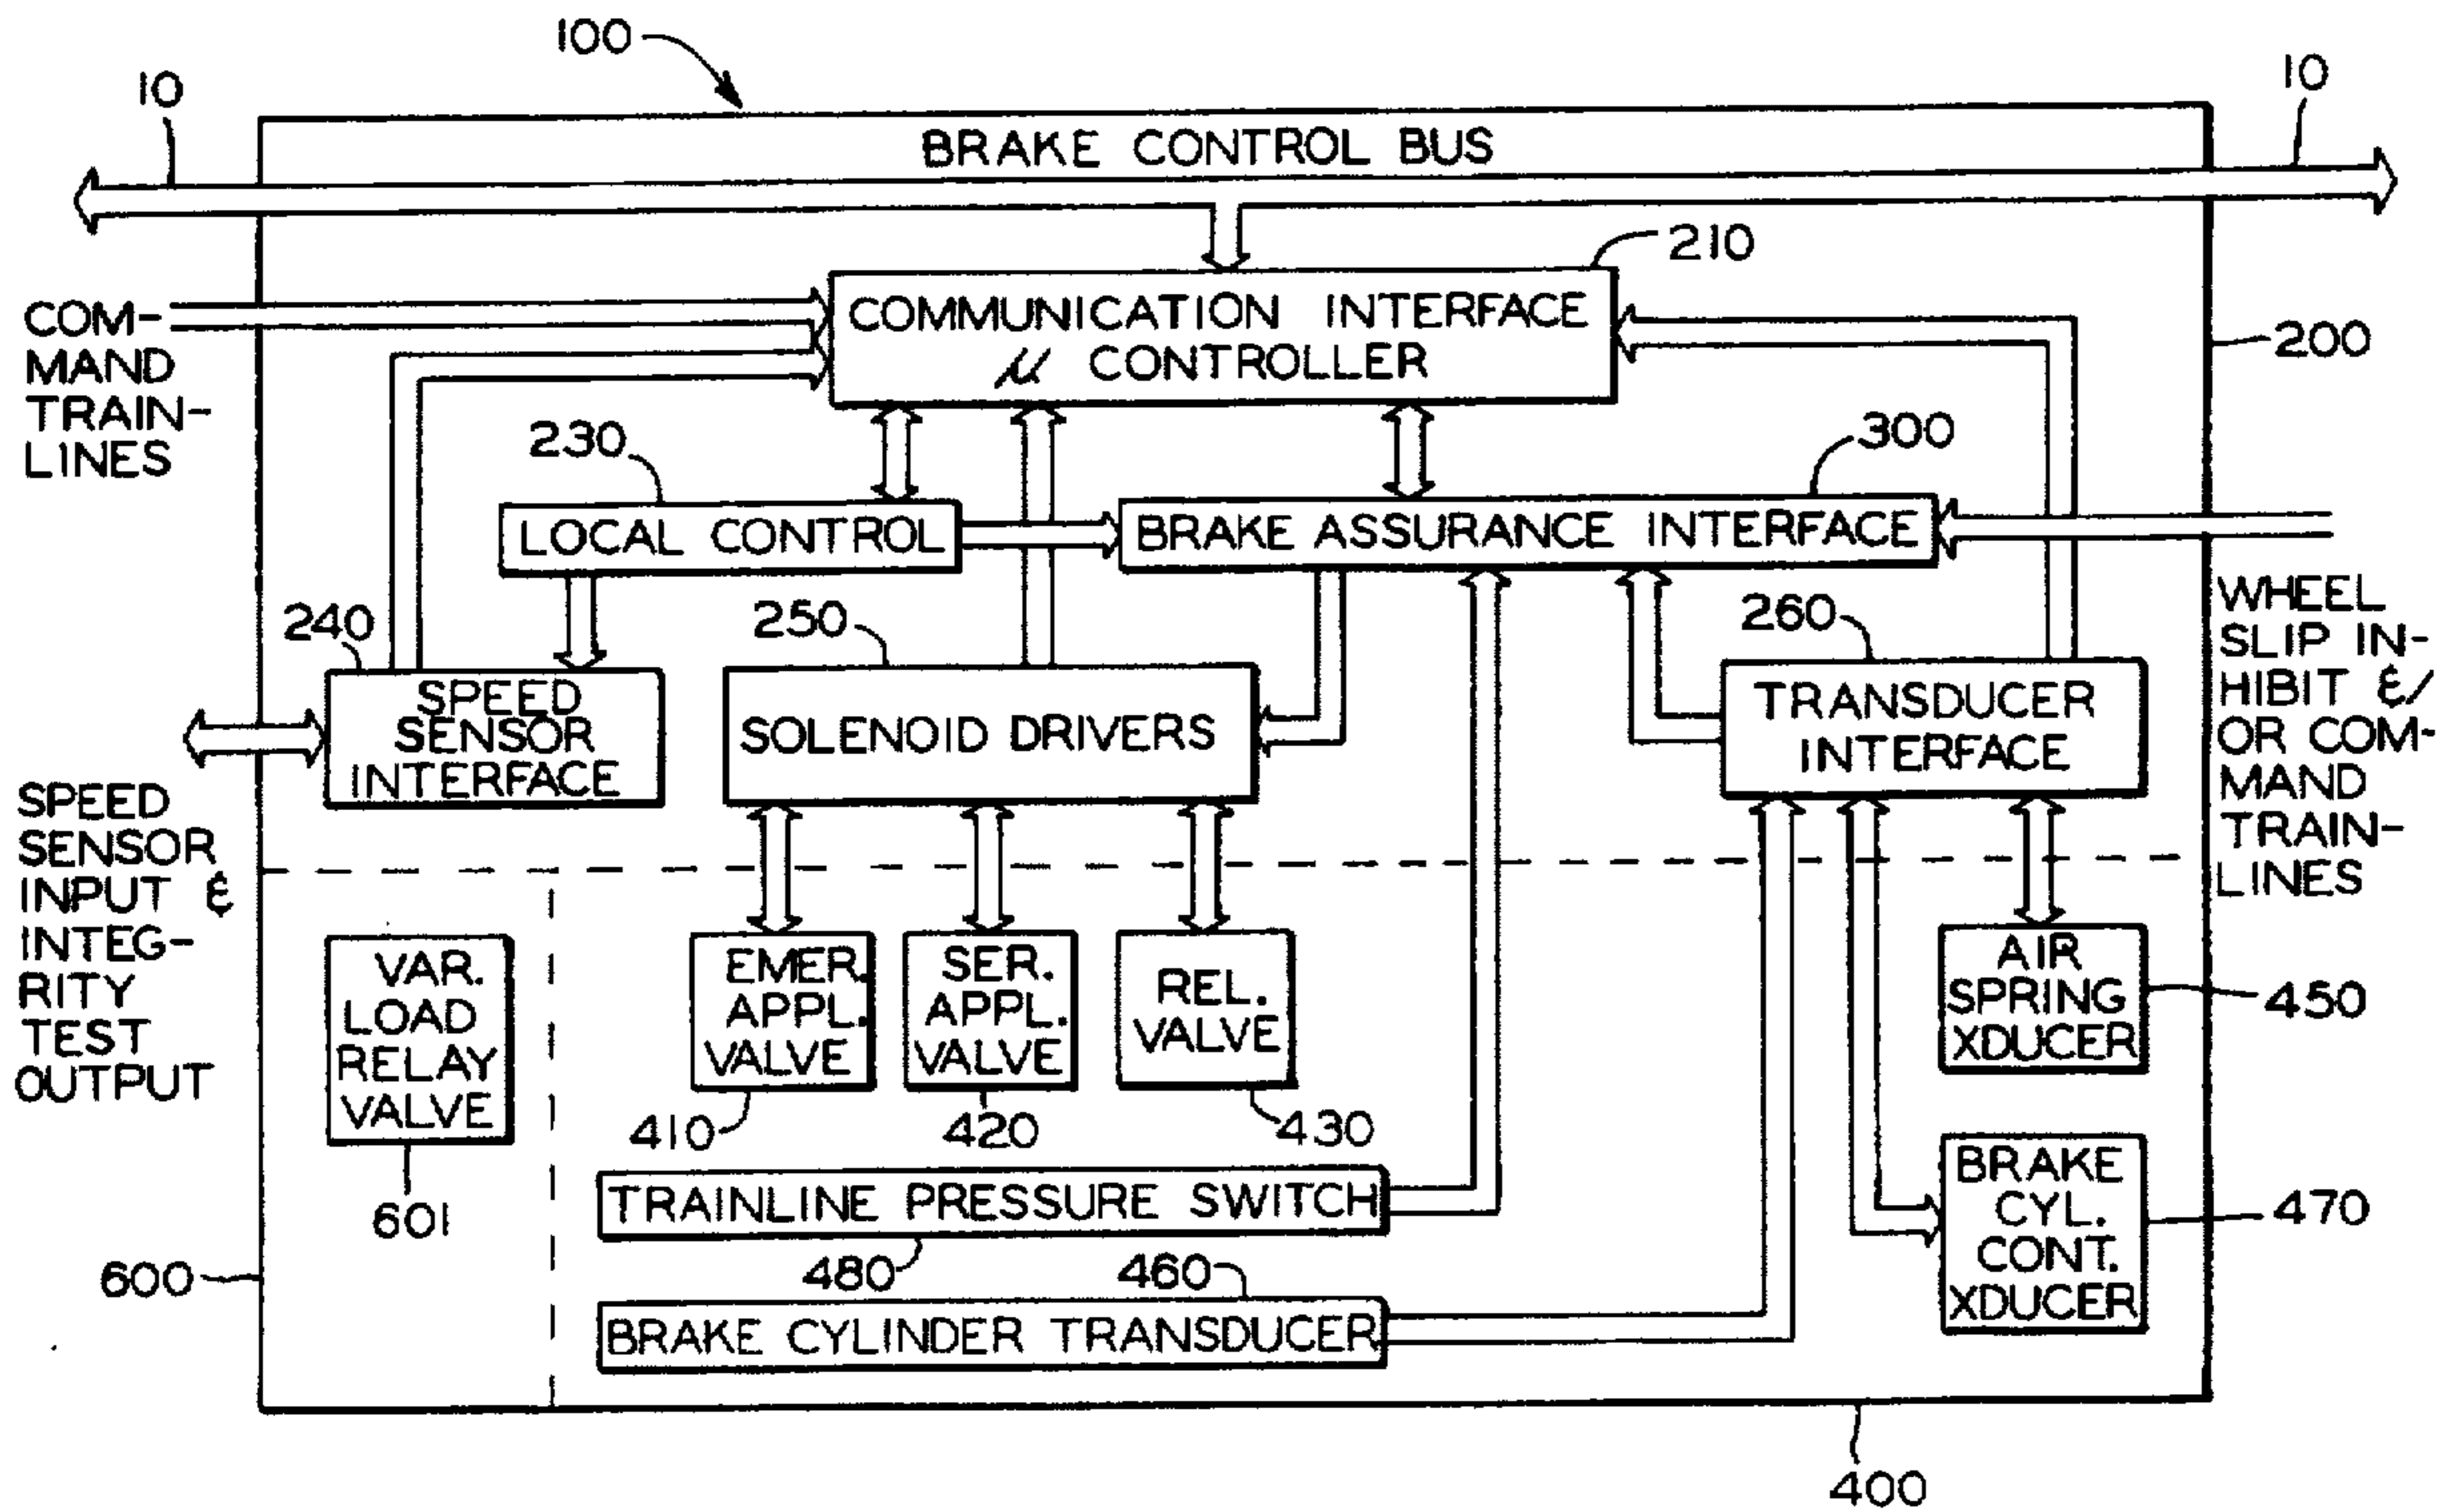 100
10
10
BRAKE CONTROL BUS
210
COMMUNICATION INTERFACE
μ CONTROLLER
COM-
MAND
TRAIN-
LINES
200
230
300
LOCAL CONTROL
BRAKE ASSURANCE INTERFACE
240
250
260
SPEED
SENSOR
INTERFACE
SOLENOID DRIVERS
TRANSDUCER
INTERFACE
WHEEL
SLIP IN-
HIBIT &/
OR COM-
MAND
TRAIN-
LINES
SPEED
SENSOR
INPUT &
INTEG-
RITY
TEST
OUTPUT
VAR.
LOAD
RELAY
VALVE
601
EMER.
APPL.
VALVE
410
SER.
APPL.
VALVE
420
REL.
VALVE
430
AIR
SPRING
XDUCER
450
TRAINLINE PRESSURE SWITCH
480
BRAKE
CYL.
CONT.
XDUCER
470
600
460
BRAKE CYLINDER TRANSDUCER
400